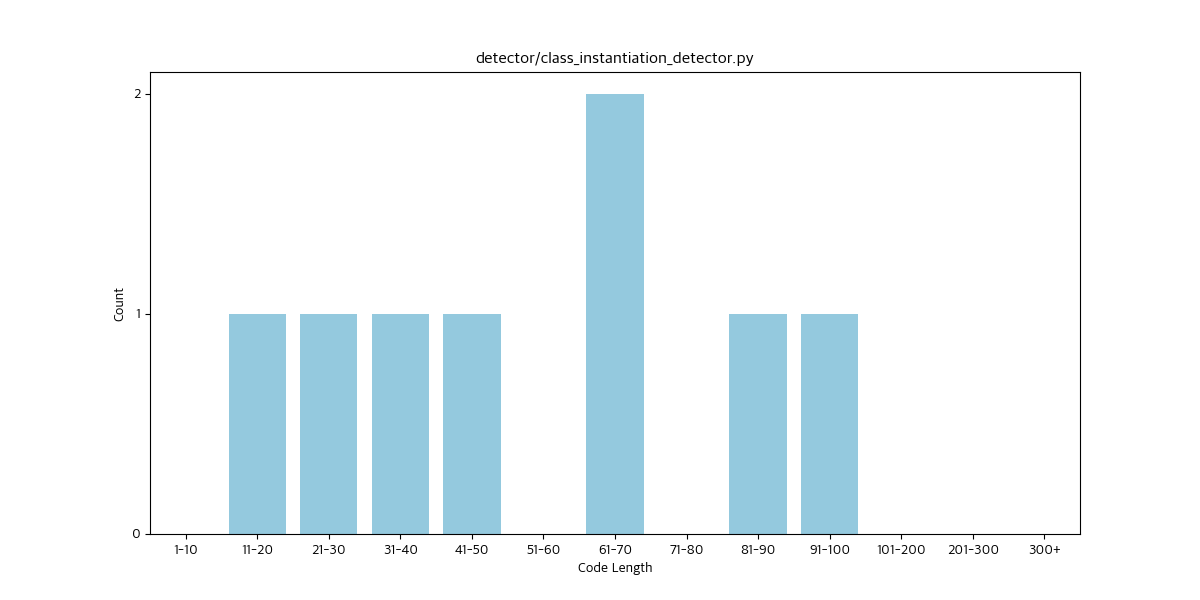 detector/class_instantiation_detector.py
Count
2
1
0
1-10 11-20 21-30 31-40 41-50 51-60 61-70 71-80 81-90 91-100 101-200 201-300 300+
Code Length